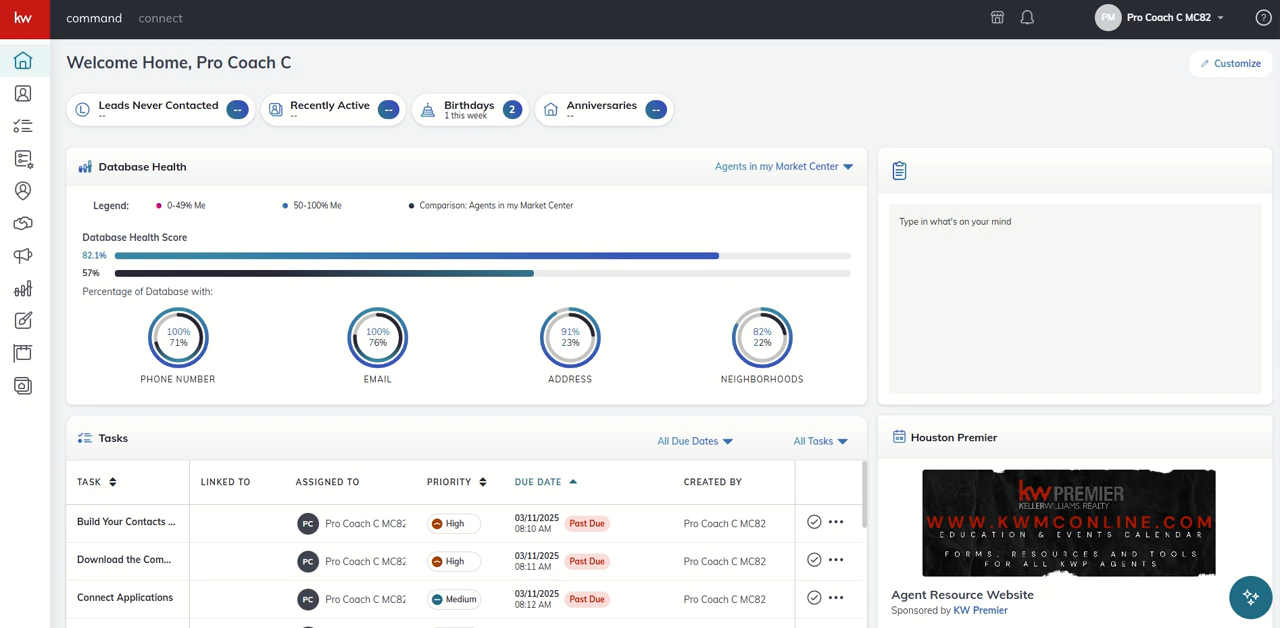 kw command connect PM Pro Coach C MC82 ?
Welcome Home, Pro Coach C
Customize
Leads Never Contacted -- --
Recently Active -- --
Birthdays 1 this week 2
Anniversaries -- --
Database Health Agents in my Market Center
Legend: 0-49% Me 50-100% Me Comparison: Agents in my Market Center
Database Health Score
82.1%
57%
Percentage of Database with:
100% 71% PHONE NUMBER
100% 76% EMAIL
91% 23% ADDRESS
82% 22% NEIGHBORHOODS
Type in what's on your mind
Tasks All Due Dates All Tasks
TASK LINKED TO ASSIGNED TO PRIORITY DUE DATE CREATED BY
Build Your Contacts ... PC Pro Coach C MC82 High 03/11/2025 08:10 AM Past Due Pro Coach C MC82
Download the Com... PC Pro Coach C MC82 High 03/11/2025 08:11 AM Past Due Pro Coach C MC82
Connect Applications PC Pro Coach C MC82 Medium 03/11/2025 08:12 AM Past Due Pro Coach C MC82
Houston Premier
kw PREMIER
KELLERWILLIAMS. REALTY
WWW.KWMCONLINE.COM
EDUCATION & EVENTS CALENDAR
FORMS, RESOURCES AND TOOLS
FOR ALL KWP AGENTS
Agent Resource Website
Sponsored by KW Premier